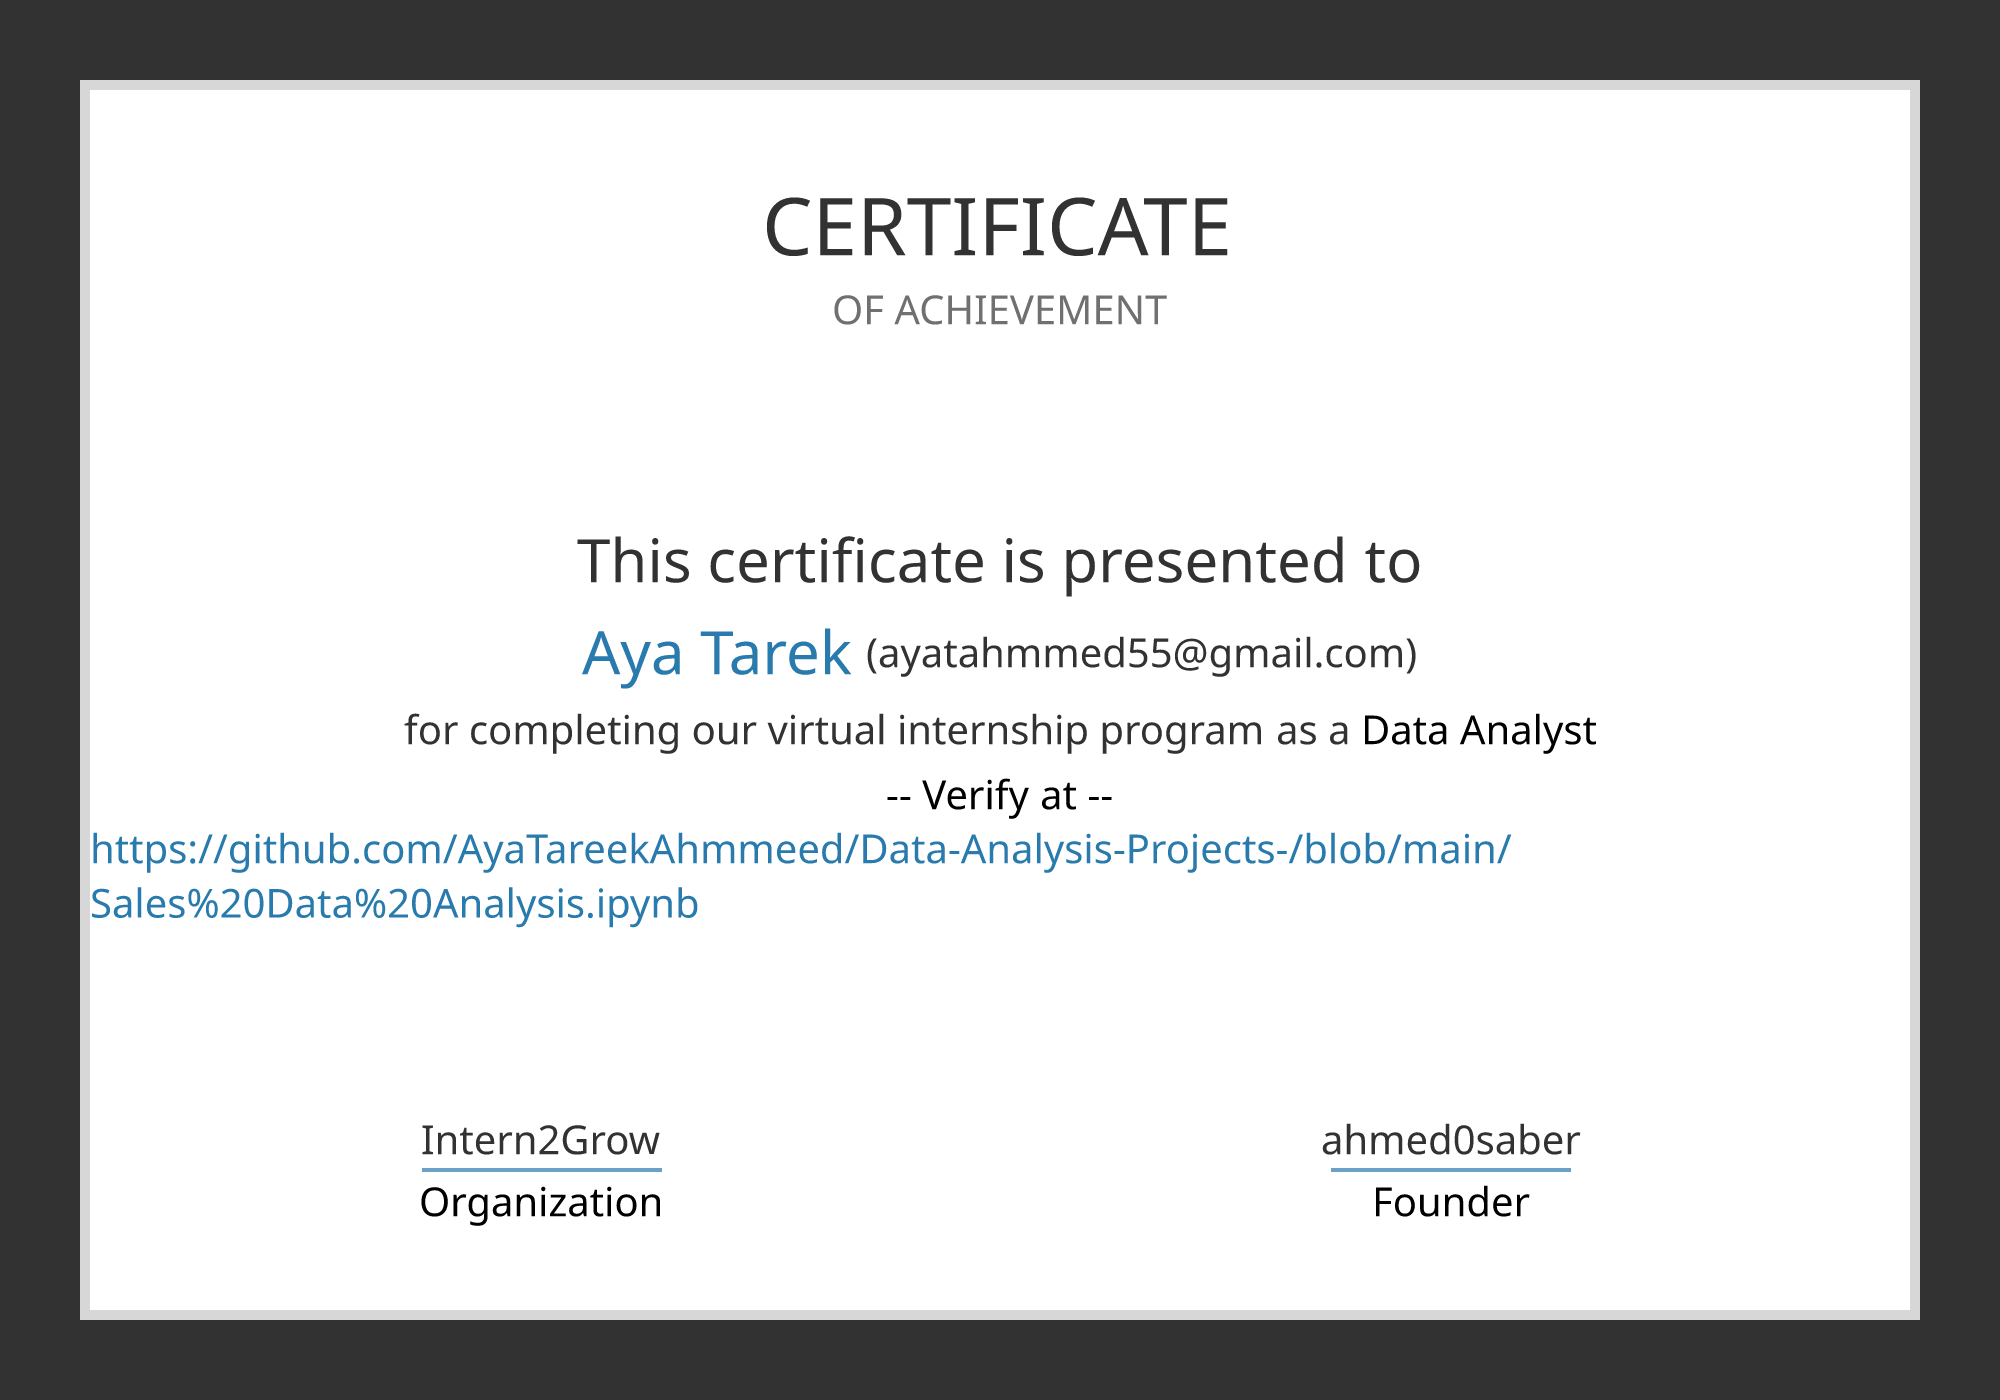 CERTIFICATE
OF ACHIEVEMENT
This certificate is presented to
Aya Tarek (ayatahmmed55@gmail.com)
for completing our virtual internship program as a Data Analyst
-- Verify at --
https://github.com/AyaTareekAhmmeed/Data-Analysis-Projects-/blob/main/
Sales%20Data%20Analysis.ipynb
Intern2Grow
Organization
ahmed0saber
Founder